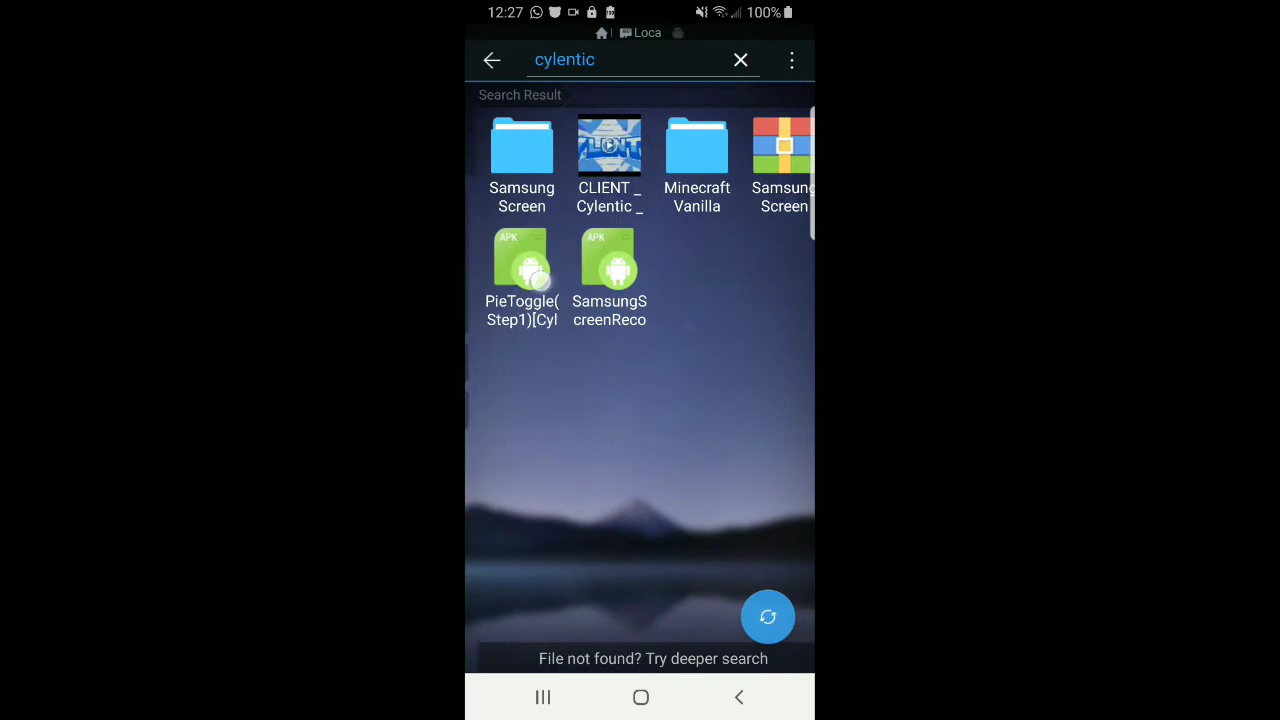 12:27
100%
Loca
cylentic
Search Result
Samsung
Screen
CLIENT _
Cylentic _
Minecraft
Vanilla
Samsung
Screen
APK
APK
PieToggle(
Step1)[Cyl
SamsungS
creenReco
File not found? Try deeper search